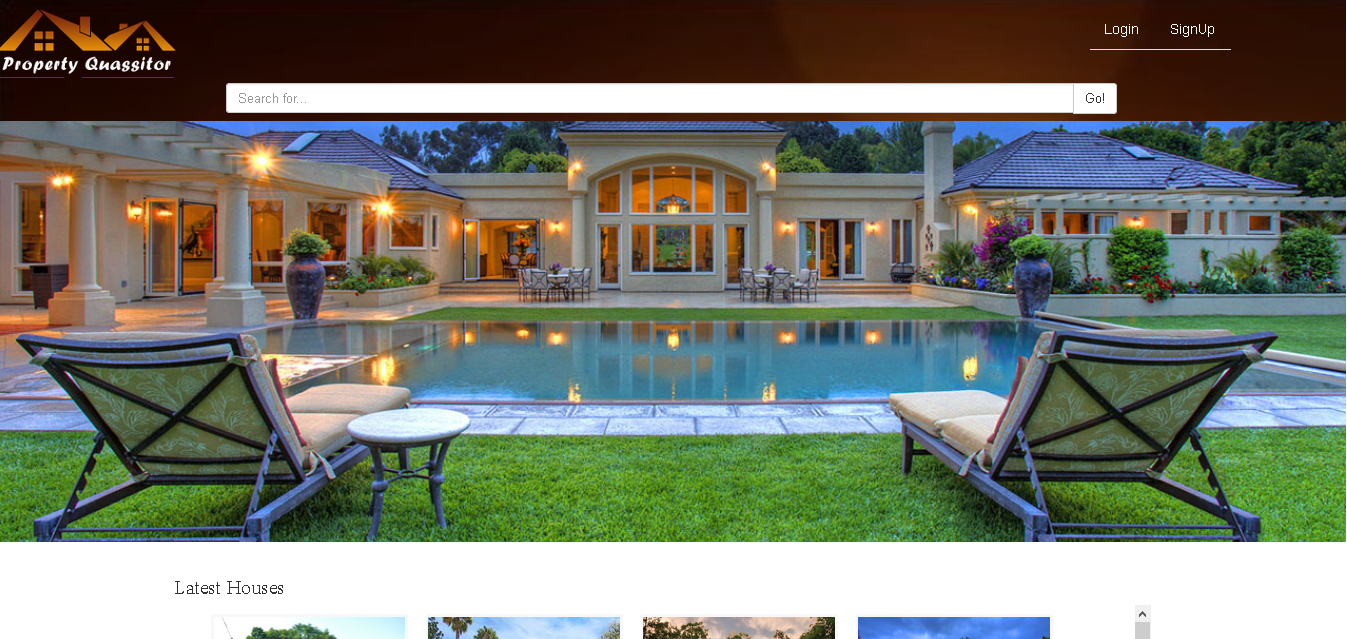 Login SignUp
Property Quassitor
Search for... Go!
Latest Houses